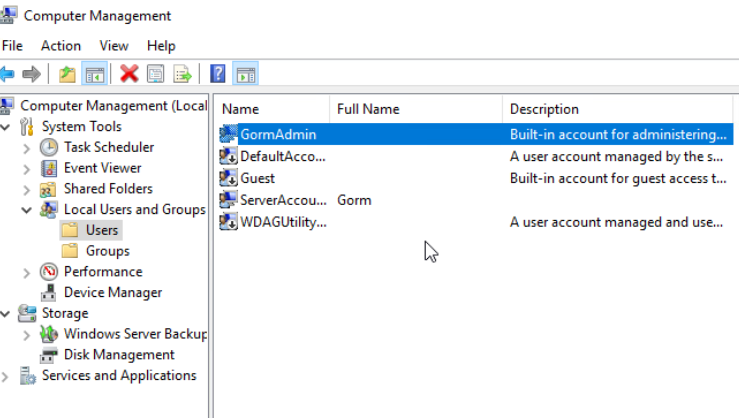 Computer Management
File Action View Help
Computer Management (Local
System Tools
Task Scheduler
Event Viewer
Shared Folders
Local Users and Groups
Users
Groups
Performance
Device Manager
Storage
Windows Server Backup
Disk Management
Services and Applications
Name Full Name Description
GormAdmin Built-in account for administering...
DefaultAcco... A user account managed by the s...
Guest Built-in account for guest access t...
ServerAccou... Gorm
WDAGUtility... A user account managed and use...